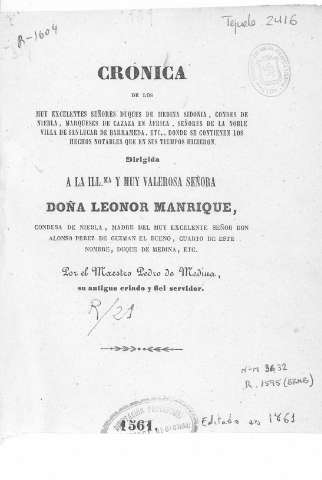 R-1604
Tejuelo 2416
CRÓNICA
DE LOS
MUY EXCELENTES SEÑORES DUQUES DE MEDINA SIDONIA, CONDES DE
NIEBLA, MARQUESES DE CAZAZA EN ÁFRICA, SEÑORES DE LA NOBLE
VILLA DE SANLUCAR DE BARRAMEDA, ETC., DONDE SE CONTIENEN LOS
HECHOS NOTABLES QUE EN SUS TIEMPOS HICIERON.
Dirigida
A LA ILL.MA Y MUY VALEROSA SEÑORA
DOÑA LEONOR MANRIQUE,
CONDESA DE NIEBLA, MADRE DEL MUY EXCELENTE SEÑOR DON
ALONSO PEREZ DE GUZMAN EL BUENO, CUARTO DE ESTE
NOMBRE, DUQUE DE MEDINA, ETC.
Por el Maestro Pedro de Medina,
su antiguo criado y fiel servidor.
R/21
N-M 3632
R. 1595
1561.
Editado en 1861